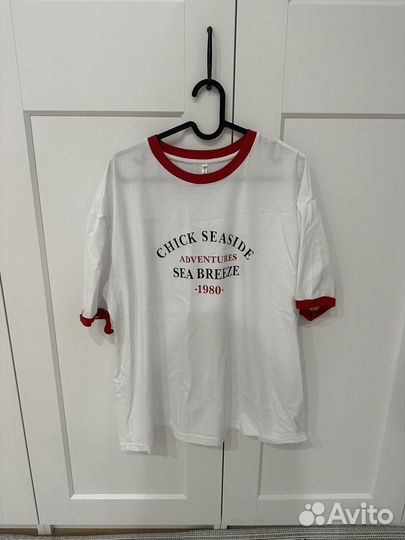 CHICK SEASIDE
ADVENTURES
SEA BREEZE
·1980·
Avito